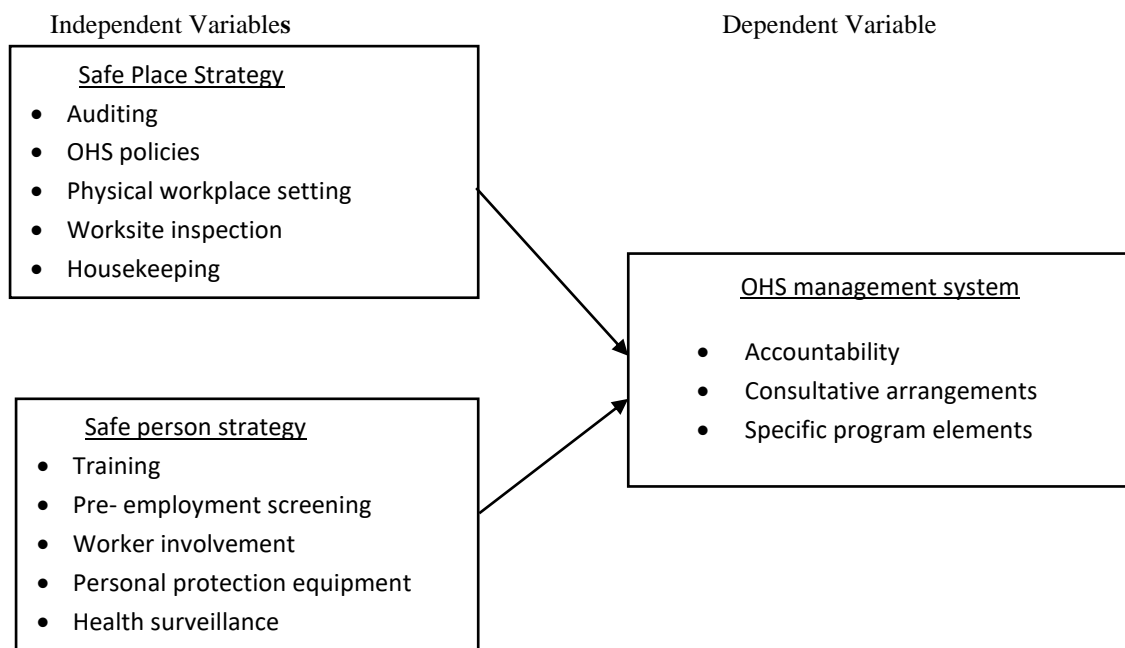 Independent Variables
Dependent Variable
Safe Place Strategy
• Auditing
• OHS policies
• Physical workplace setting
• Worksite inspection
• Housekeeping
OHS management system
• Accountability
• Consultative arrangements
• Specific program elements
Safe person strategy
• Training
• Pre- employment screening
• Worker involvement
• Personal protection equipment
• Health surveillance